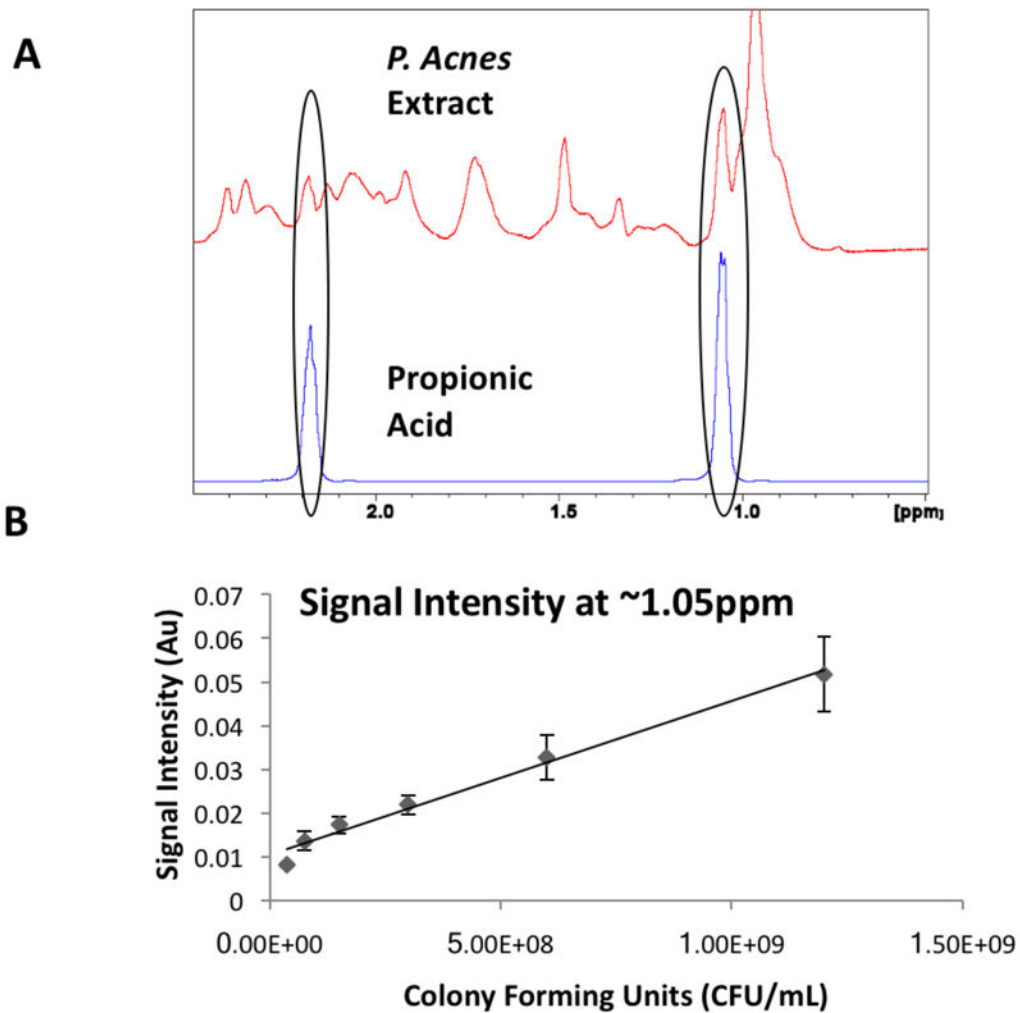 A
P. Acnes
Extract
Propionic
Acid
2.0 1.5 1.0 [ppm]
B
Signal Intensity at ~1.05ppm
Signal Intensity (Au)
0.07
0.06
0.05
0.04
0.03
0.02
0.01
0
0.00E+00 5.00E+08 1.00E+09 1.50E+09
Colony Forming Units (CFU/mL)